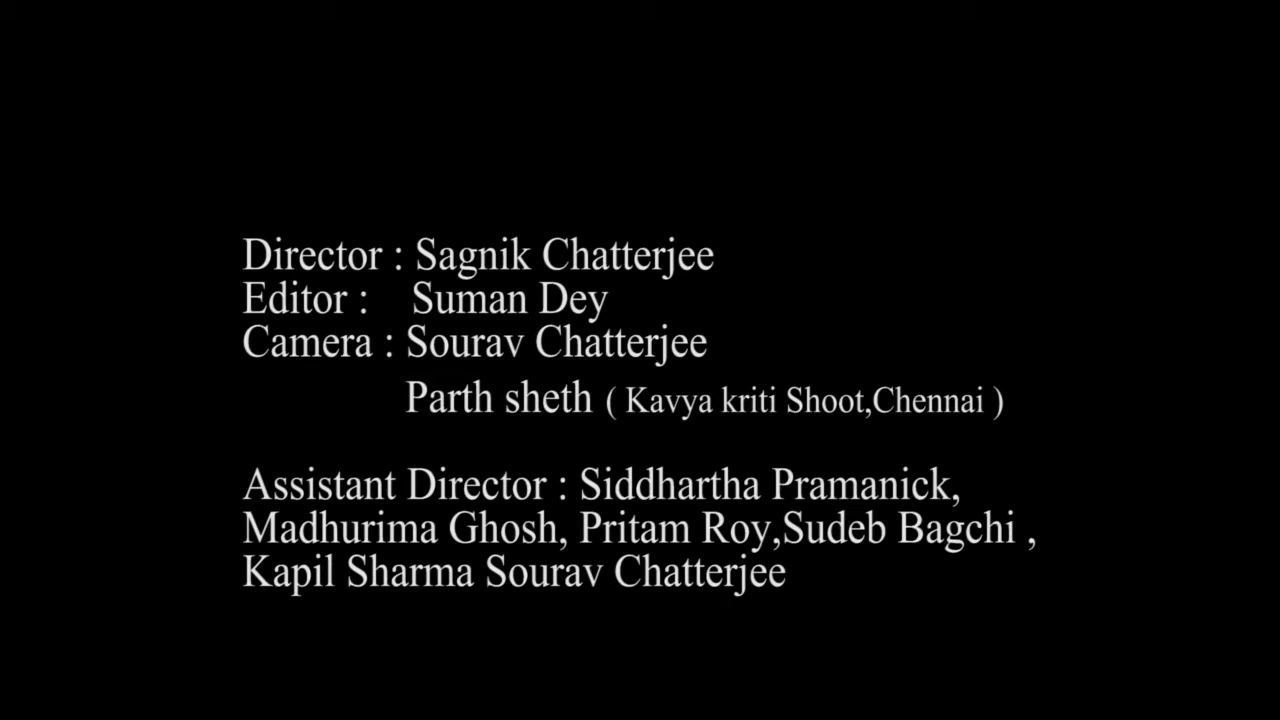 Director : Sagnik Chatterjee
Editor : Suman Dey
Camera : Sourav Chatterjee
Parth sheth ( Kavya kriti Shoot,Chennai )
Assistant Director : Siddhartha Pramanick,
Madhurima Ghosh, Pritam Roy,Sudeb Bagchi ,
Kapil Sharma Sourav Chatterjee